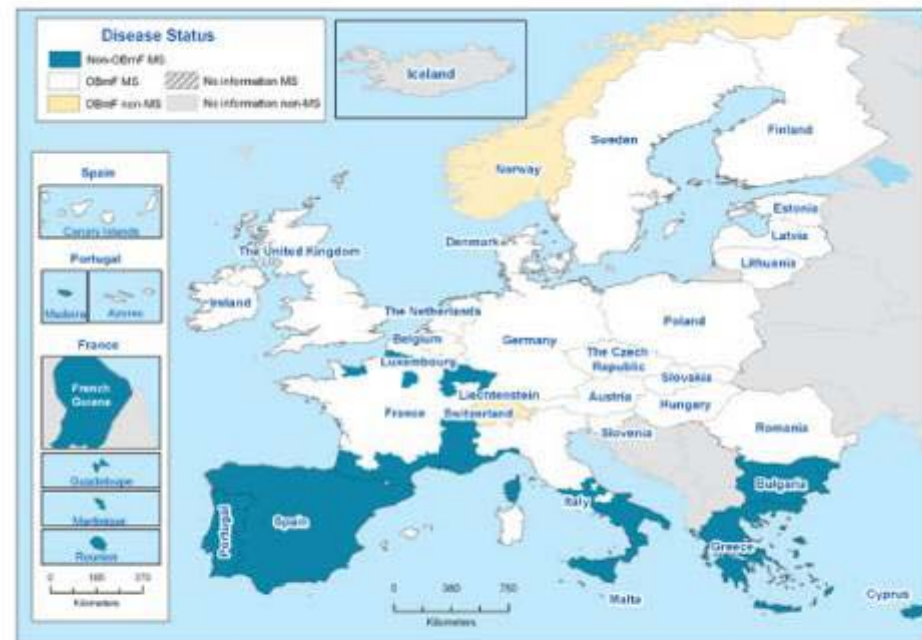 Disease Status
Non-OBmF MS
OBmF MS
No information MS
OBmF non-MS
No information non-MS
Iceland
Spain
Canary Islands
Portugal
Madeira
Azores
France
French
Guiana
Guadeloupe
Martinique
Reunion
0
370
Kilometers
Norway
Sweden
Finland
Estonia
Latvia
Lithuania
Denmark
The United Kingdom
Ireland
The Netherlands
Belgium
Germany
Poland
Luxembourg
The Czech
Republic
Slovakia
Liechtenstein
Austria
Hungary
France
Switzerland
Slovenia
Romania
Bulgaria
Italy
Portugal
Spain
Greece
Malta
Cyprus
0
Kilometers